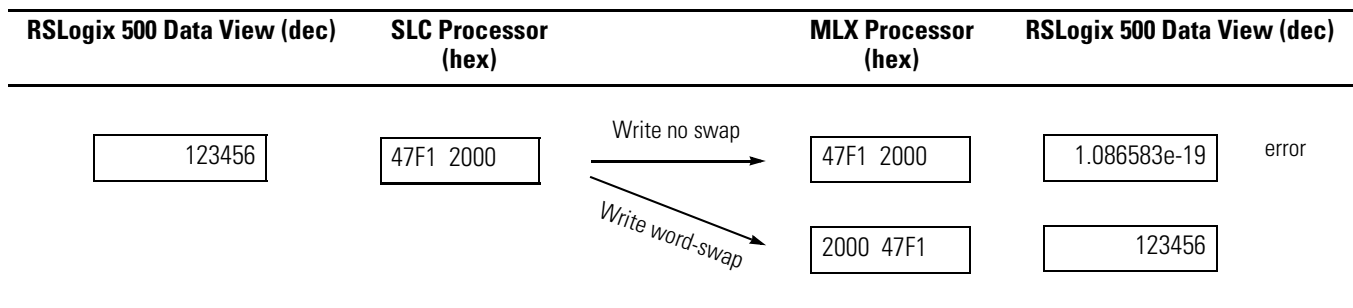 RSLogix 500 Data View (dec) SLC Processor (hex) MLX Processor (hex) RSLogix 500 Data View (dec)
123456 47F1 2000 Write no swap 47F1 2000 1.086583e-19 error
Write word-swap 2000 47F1 123456